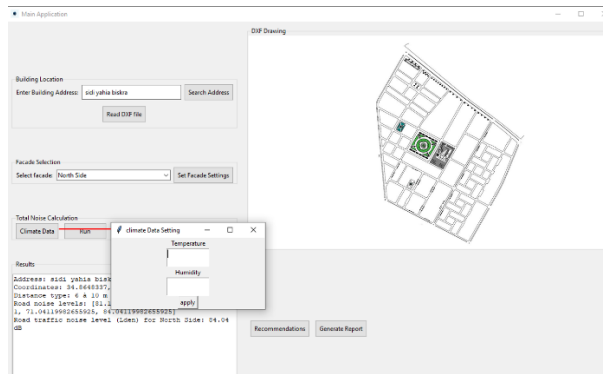 Main Application
DXF Drawing
Building Location
Enter Building Address: sidi yahia biskra Search Address
Read DXF file
Facade Selection
Select facade: North Side Set Facade Settings
Total Noise Calculation
Climate Data Run
climate Data Setting
Temperature
Humidity
apply
Results
Address: sidi yahia bisk
Coordinates: 34.8648337,
Distance type: 6 à 10 m
Road noise levels: [81.1
1, 71.04119982655925, 84.04119982655925]
Road traffic noise level (Lden) for North Side: 84.04
dB
Recommendations Generate Report